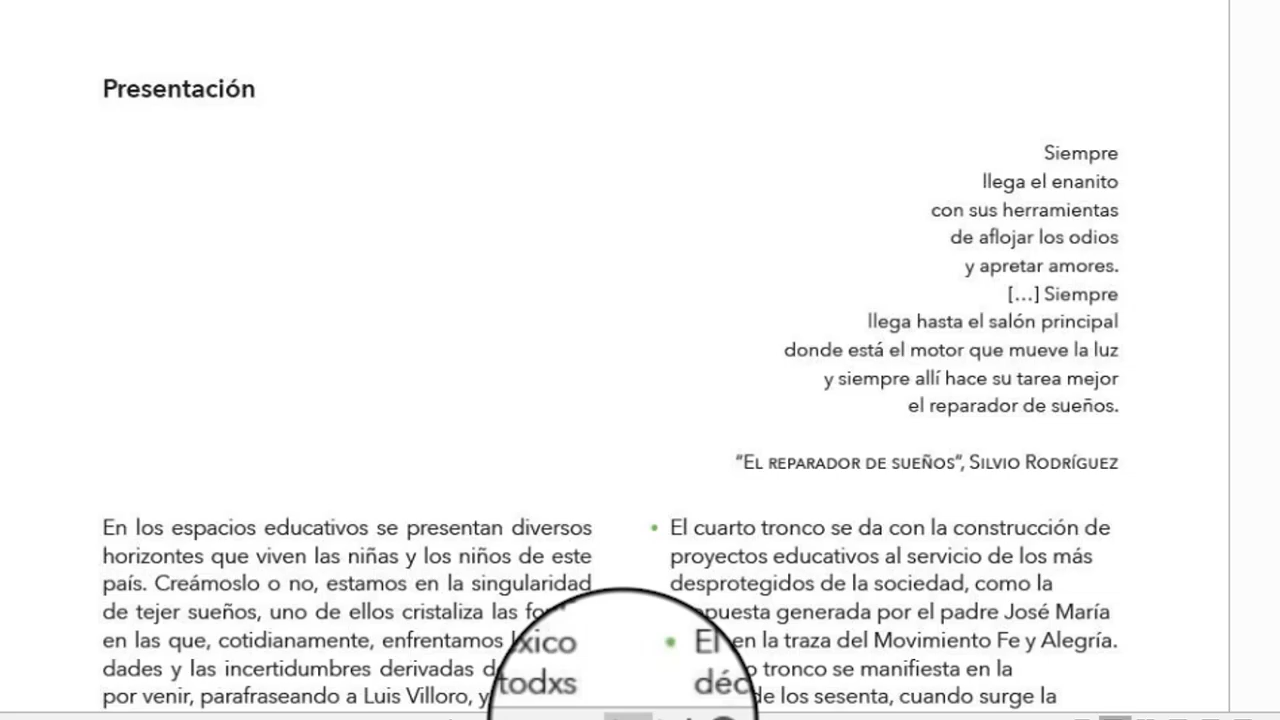 Presentación
Siempre
llega el enanito
con sus herramientas
de aflojar los odios
y apretar amores.
[…] Siempre
llega hasta el salón principal
donde está el motor que mueve la luz
y siempre allí hace su tarea mejor
el reparador de sueños.
“El reparador de sueños”, Silvio Rodríguez
En los espacios educativos se presentan diversos
horizontes que viven las niñas y los niños de este
país. Creámoslo o no, estamos en la singularidad
de tejer sueños, uno de ellos cristaliza las
en las que, cotidianamente, enfrentamos
dades y las incertidumbres derivadas
por venir, parafraseando a Luis Villoro, y
xico
todxs
• El cuarto tronco se da con la construcción de
proyectos educativos al servicio de los más
desprotegidos de la sociedad, como la
puesta generada por el padre José María
en la traza del Movimiento Fe y Alegría.
tronco se manifiesta en la
de los sesenta, cuando surge la
• El
déc